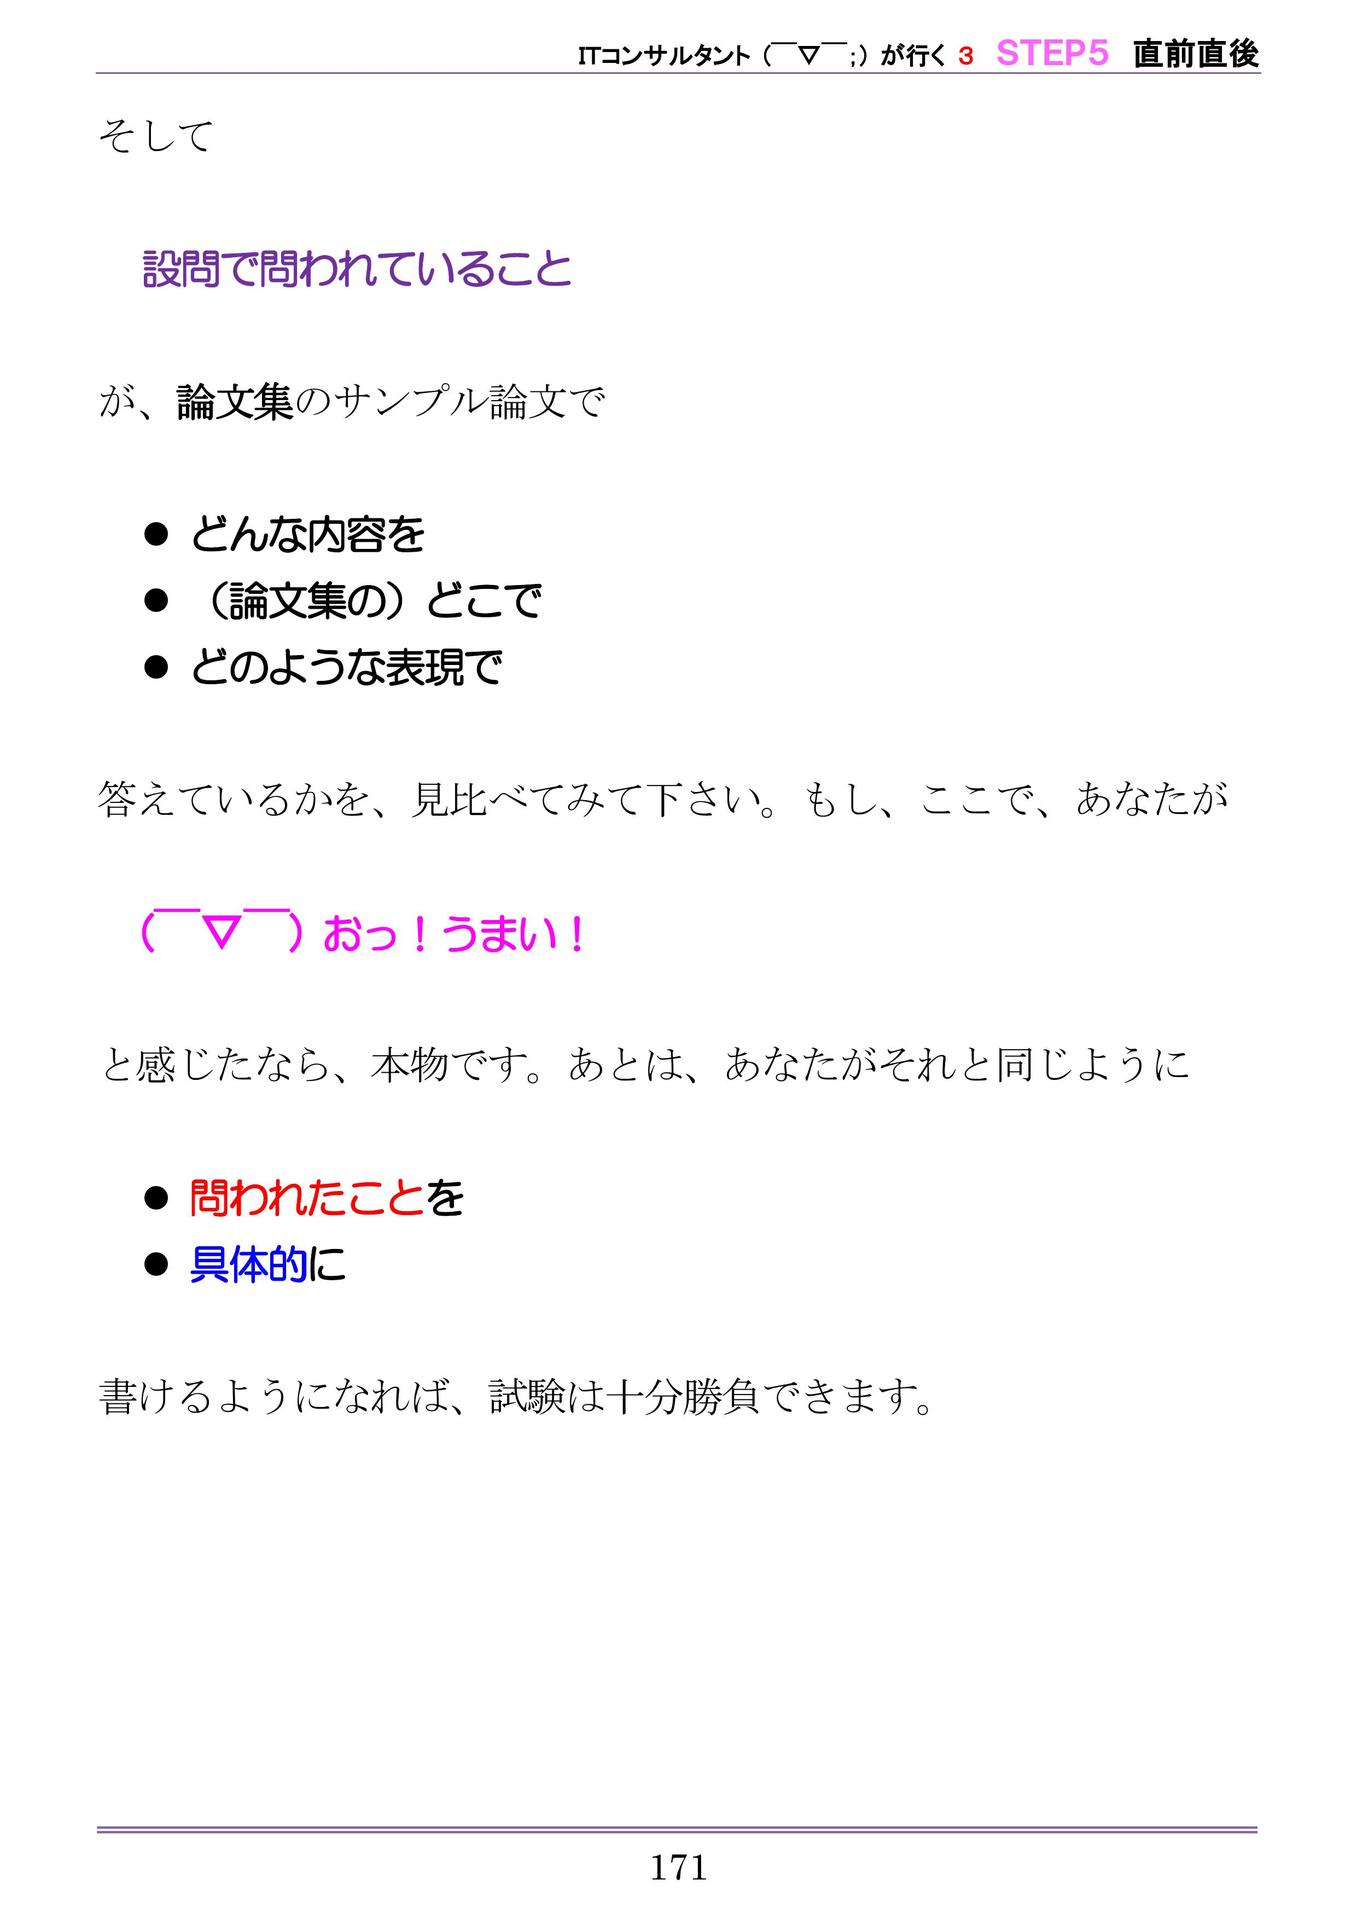 ITコンサルタント（￣▽￣；）が行く 3 STEP5 直前直後
そして
設問で問われていること
が、論文集のサンプル論文で
● どんな内容を
● （論文集の）どこで
● どのような表現で
答えているかを、見比べてみて下さい。もし、ここで、あなたが
（￣▽￣）おっ！うまい！
と感じたなら、本物です。あとは、あなたがそれと同じように
● 問われたことを
● 具体的に
書けるようになれば、試験は十分勝負できます。
171